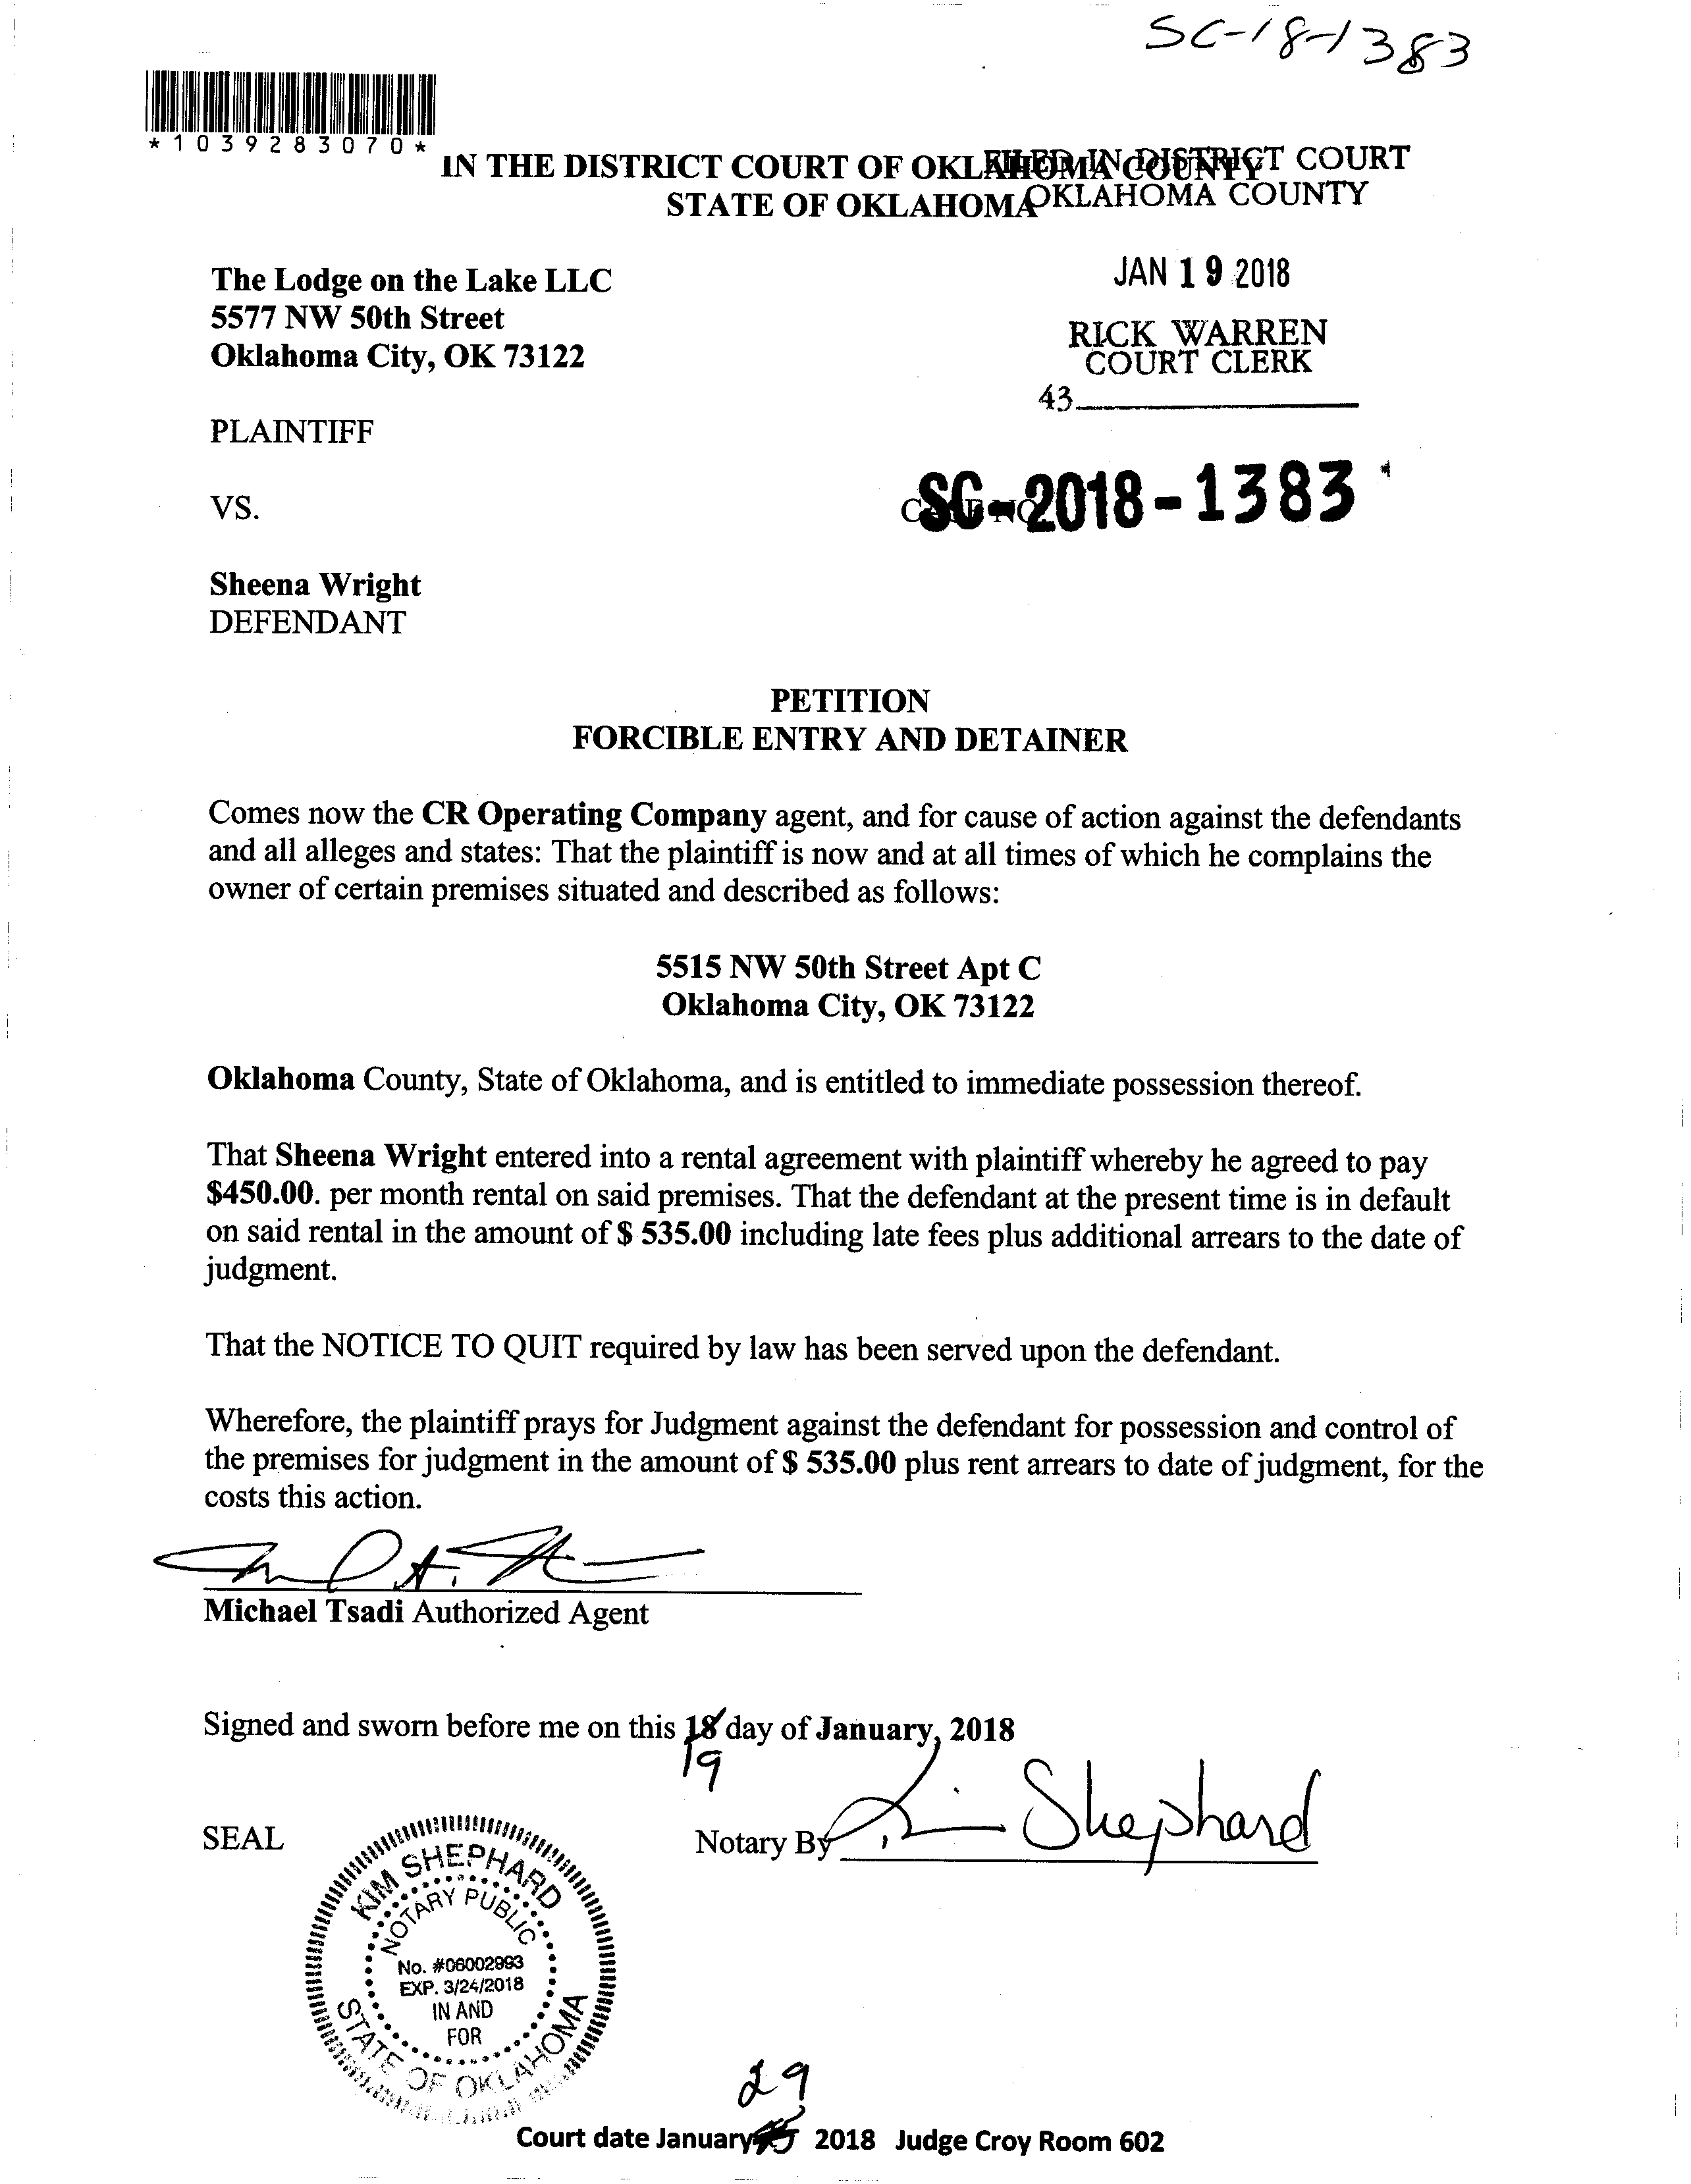 SC-18-1383
*1039283070*
IN THE DISTRICT COURT OF OKLAHOMA COUNTY
STATE OF OKLAHOMA
FILED IN DISTRICT COURT
OKLAHOMA COUNTY
JAN 19 2018
RICK WARREN
COURT CLERK
43
The Lodge on the Lake LLC
5577 NW 50th Street
Oklahoma City, OK 73122
PLAINTIFF
VS.
CASE NO.
SC-2018-1383
Sheena Wright
DEFENDANT
PETITION
FORCIBLE ENTRY AND DETAINER
Comes now the CR Operating Company agent, and for cause of action against the defendants
and all alleges and states: That the plaintiff is now and at all times of which he complains the
owner of certain premises situated and described as follows:
5515 NW 50th Street Apt C
Oklahoma City, OK 73122
Oklahoma County, State of Oklahoma, and is entitled to immediate possession thereof.
That Sheena Wright entered into a rental agreement with plaintiff whereby he agreed to pay
$450.00. per month rental on said premises. That the defendant at the present time is in default
on said rental in the amount of $ 535.00 including late fees plus additional arrears to the date of
judgment.
That the NOTICE TO QUIT required by law has been served upon the defendant.
Wherefore, the plaintiff prays for Judgment against the defendant for possession and control of
the premises for judgment in the amount of $ 535.00 plus rent arrears to date of judgment, for the
costs this action.
Michael Tsadi Authorized Agent
Signed and sworn before me on this 18 day of January, 2018
19
SEAL
Notary By Kim Shephard
KIM SHEPHARD
NOTARY PUBLIC
No. #06002993
EXP. 3/24/2018
IN AND
FOR
STATE OF OKLAHOMA
29
Court date January 2018 Judge Croy Room 602